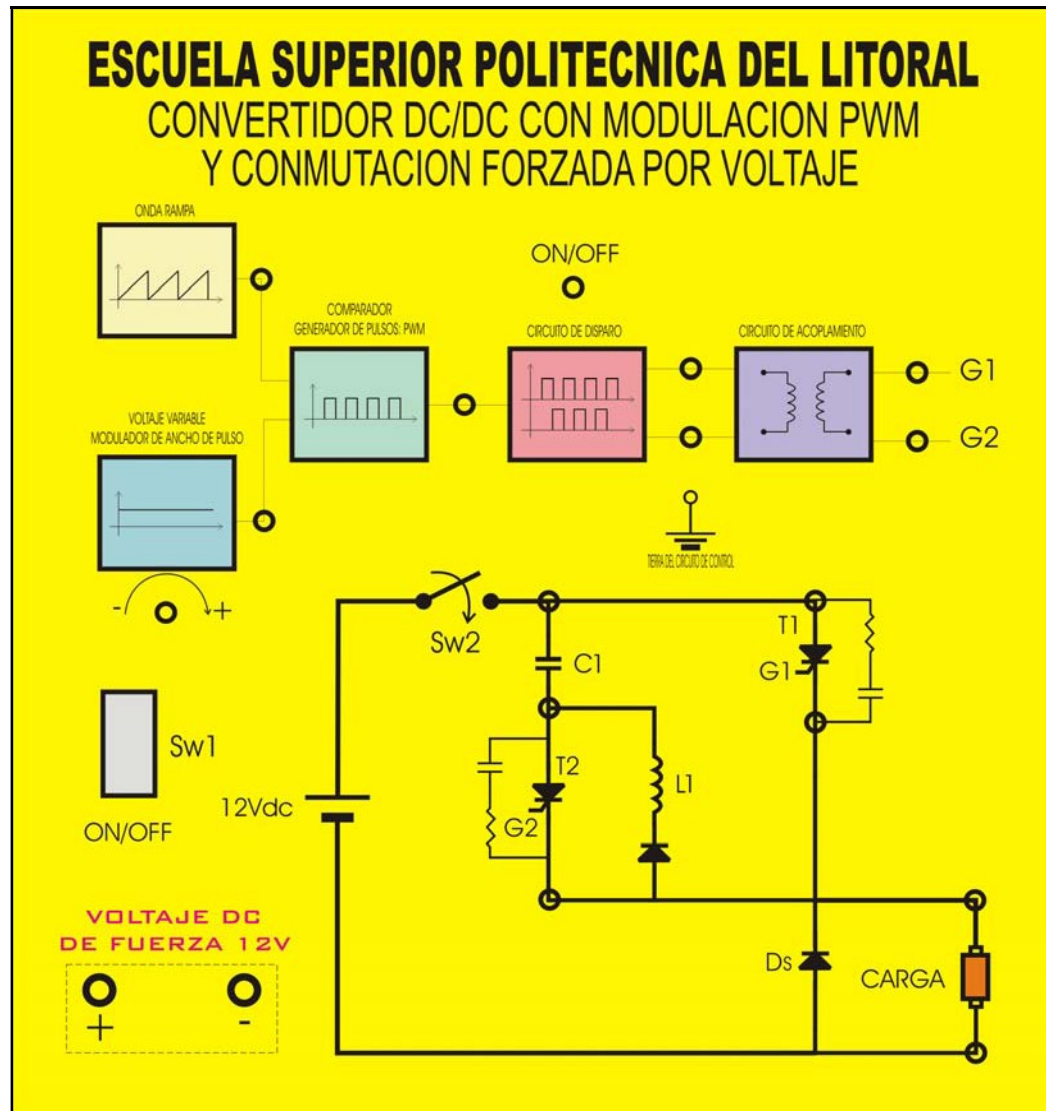 ESCUELA SUPERIOR POLITECNICA DEL LITORAL
CONVERTIDOR DC/DC CON MODULACION PWM
Y CONMUTACION FORZADA POR VOLTAJE
ONDA RAMPA
ON/OFF
COMPARADOR
GENERADOR DE PULSOS: PWM
CIRCUITO DE DISPARO
CIRCUITO DE ACOPLAMIENTO
G1
G2
VOLTAJE VARIABLE
MODULADOR DE ANCHO DE PULSO
- +
TIERRA DEL CIRCUITO DE CONTROL
Sw2
T1
G1
C1
Sw1
ON/OFF
12Vdc
T2
G2
L1
VOLTAJE DC
DE FUERZA 12V
+ -
Ds
CARGA